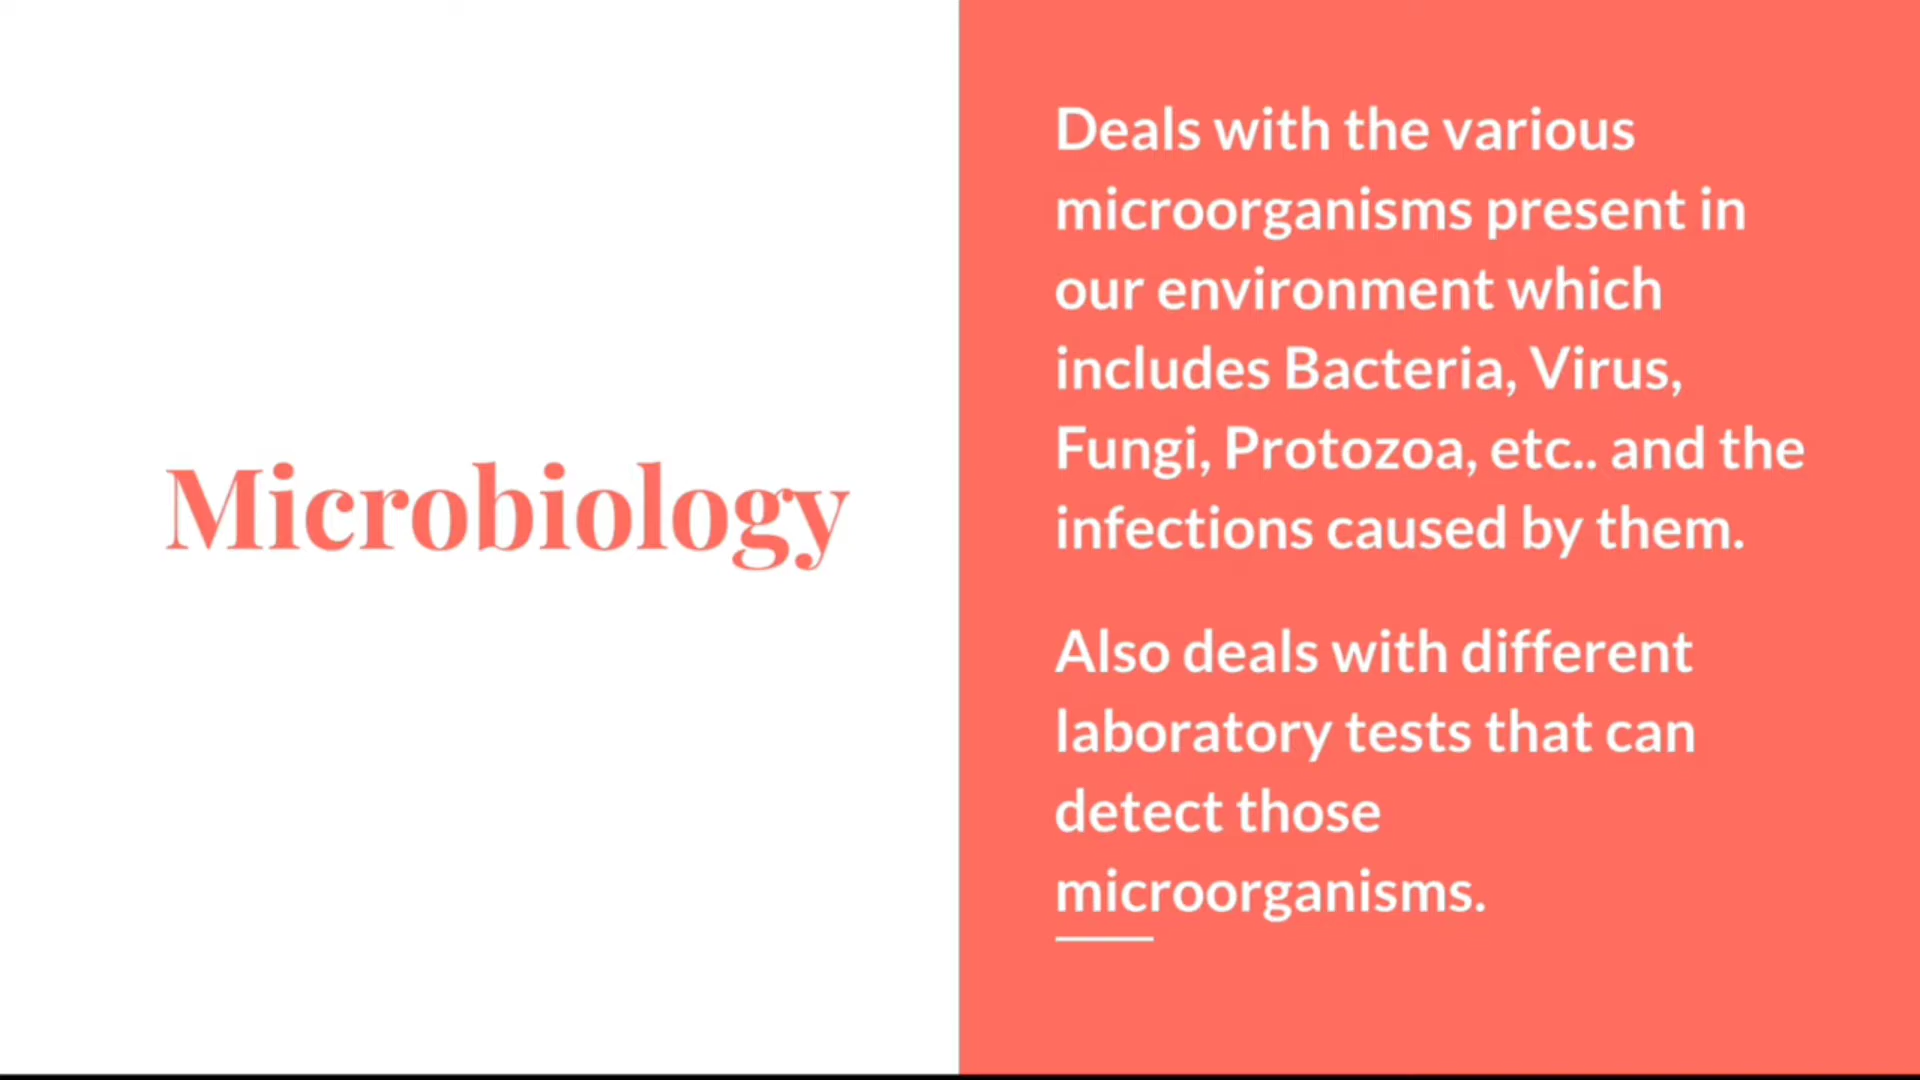 Microbiology
Deals with the various
microorganisms present in
our environment which
includes Bacteria, Virus,
Fungi, Protozoa, etc.. and the
infections caused by them.
Also deals with different
laboratory tests that can
detect those
microorganisms.